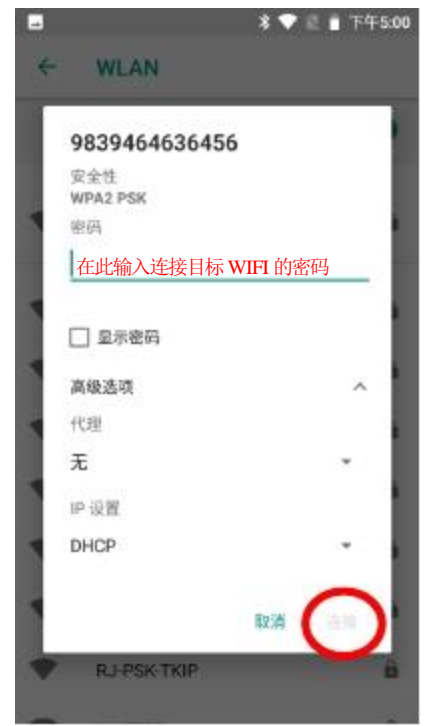 下午5:00
WLAN
9839464636456
安全性
WPA2 PSK
密码
在此输入连接目标 WIFI 的密码
显示密码
高级选项
代理
无
IP 设置
DHCP
取消 连接
RJ-PSK-TKIP